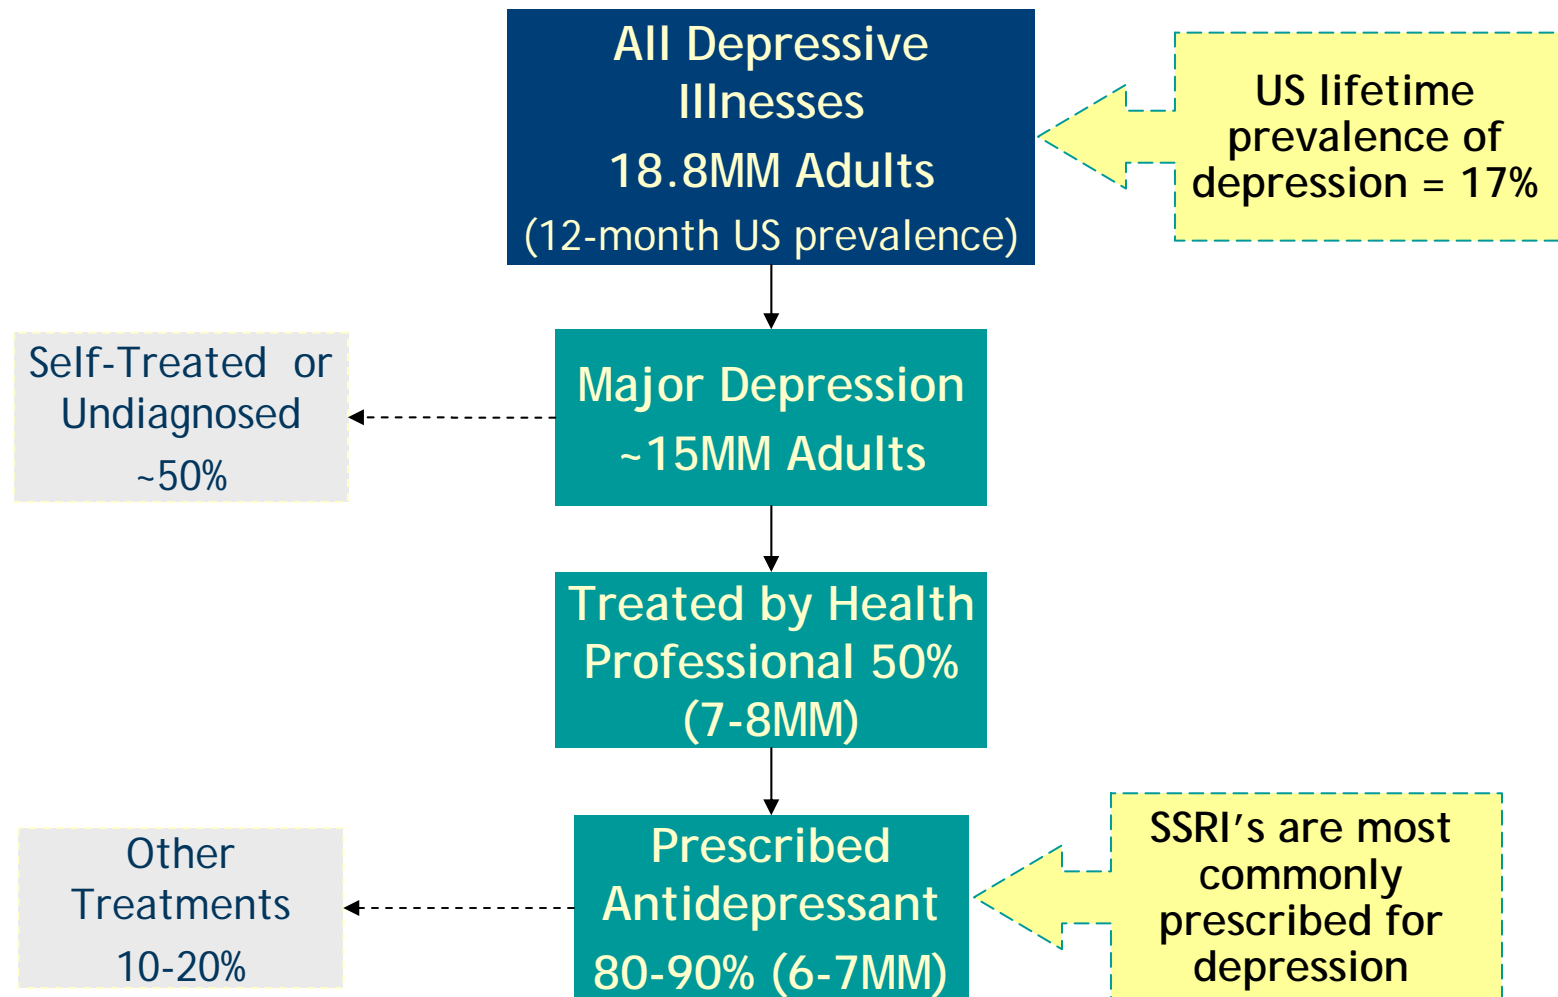 All Depressive
Illnesses
18.8MM Adults
(12-month US prevalence)
US lifetime
prevalence of
depression = 17%
Self-Treated or
Undiagnosed
~50%
Major Depression
~15MM Adults
Treated by Health
Professional 50%
(7-8MM)
Other
Treatments
10-20%
Prescribed
Antidepressant
80-90% (6-7MM)
SSRI's are most
commonly
prescribed for
depression